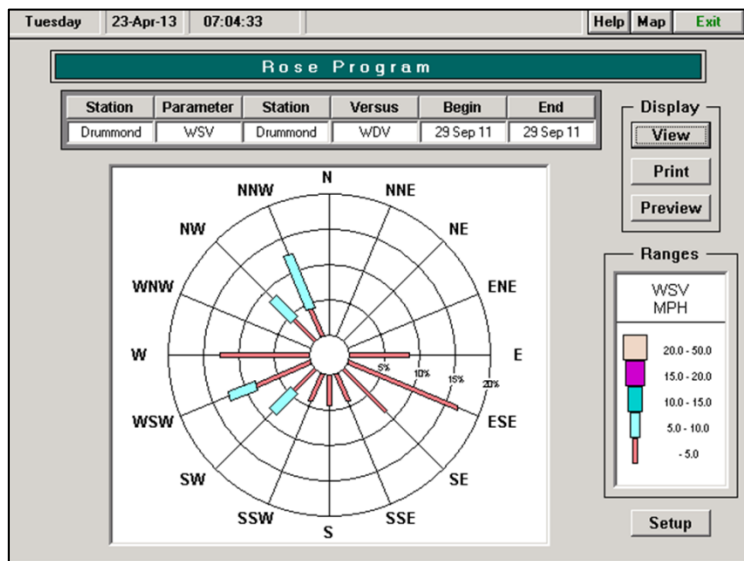 Tuesday 23-Apr-13 07:04:33 Help Map Exit
Rose Program
Station Parameter Station Versus Begin End
Drummond WSV Drummond WDV 29 Sep 11 29 Sep 11
Display
View
Print
Preview
N
NNW NNE
NW NE
WNW ENE
W E
5% 10% 15% 20%
WSW ESE
SW SE
SSW SSE
S
Ranges
WSV
MPH
20.0 - 50.0
15.0 - 20.0
10.0 - 15.0
5.0 - 10.0
- 5.0
Setup